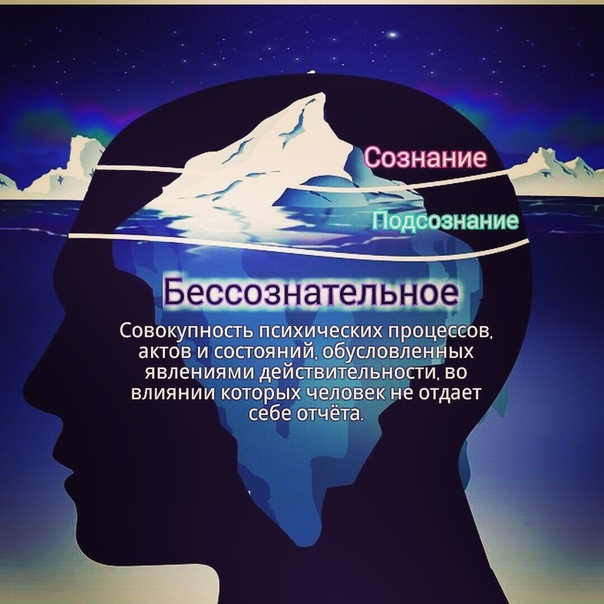 Сознание
Подсознание
Бессознательное
Совокупность психических процессов,
актов и состояний, обусловленных
явлениями действительности, во
влиянии которых человек не отдает
себе отчёта.